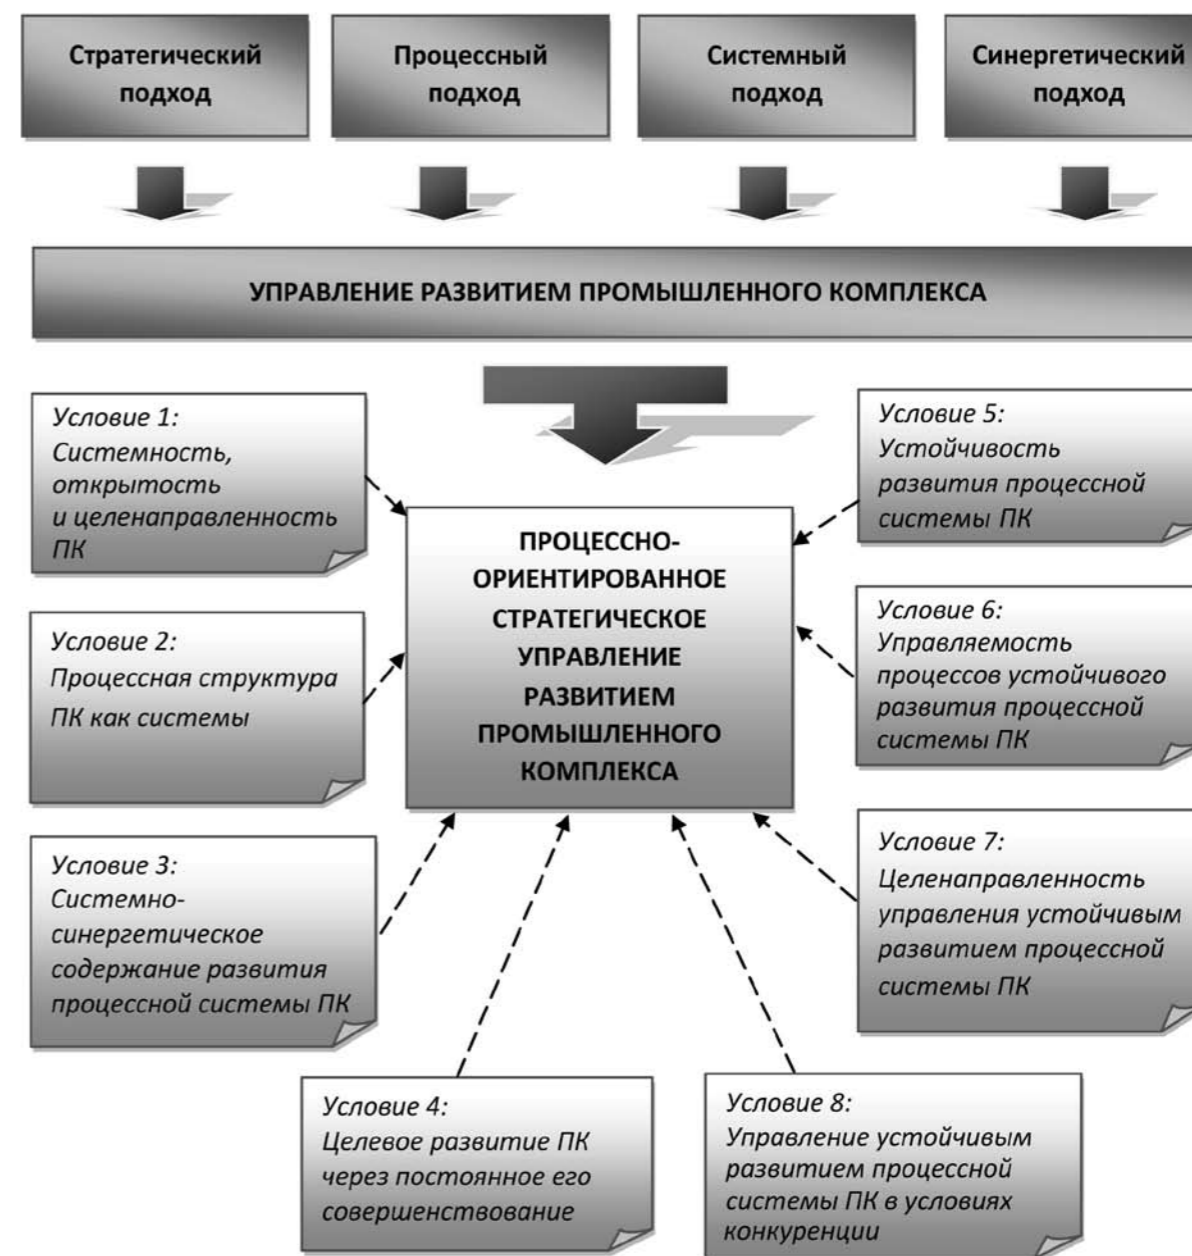 Стратегический
подход
Процессный
подход
Системный
подход
Синергетический
подход
УПРАВЛЕНИЕ РАЗВИТИЕМ ПРОМЫШЛЕННОГО КОМПЛЕКСА
Условие 1:
Системность,
открытость
и целенаправленность
ПК
Условие 2:
Процессная структура
ПК как системы
Условие 3:
Системно-
синергетическое
содержание развития
процессной системы ПК
Условие 4:
Целевое развитие ПК
через постоянное его
совершенствование
ПРОЦЕССНО-
ОРИЕНТИРОВАННОЕ
СТРАТЕГИЧЕСКОЕ
УПРАВЛЕНИЕ
РАЗВИТИЕМ
ПРОМЫШЛЕННОГО
КОМПЛЕКСА
Условие 5:
Устойчивость
развития процессной
системы ПК
Условие 6:
Управляемость
процессов устойчивого
развития процессной
системы ПК
Условие 7:
Целенаправленность
управления устойчивым
развитием процессной
системы ПК
Условие 8:
Управление устойчивым
развитием процессной
системы ПК в условиях
конкуренции